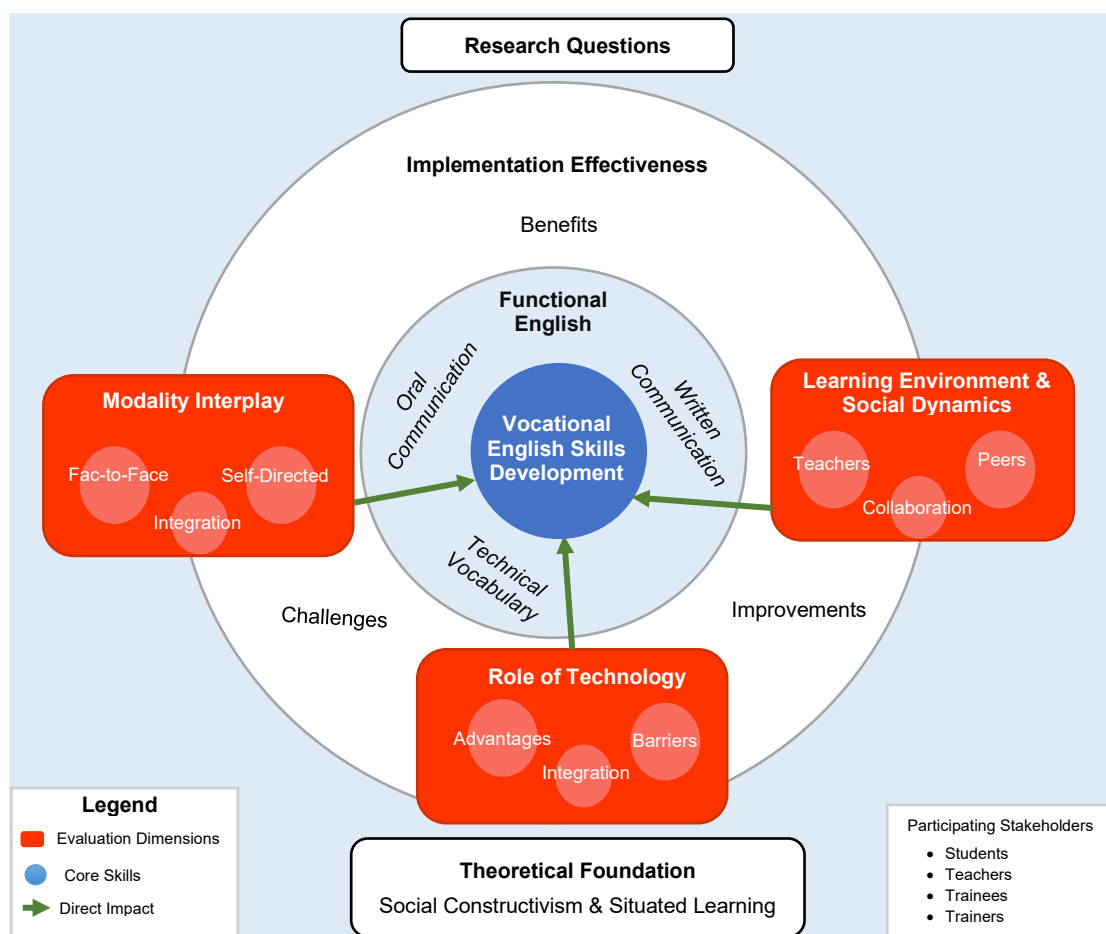 Research Questions
Implementation Effectiveness
Benefits
Functional
English
Oral
Communication
Written
Communication
Technical
Vocabulary
Vocational
English Skills
Development
Modality Interplay
Fac-to-Face
Self-Directed
Integration
Learning Environment &
Social Dynamics
Teachers
Peers
Collaboration
Challenges
Improvements
Role of Technology
Advantages
Barriers
Integration
Legend
Evaluation Dimensions
Core Skills
Direct Impact
Theoretical Foundation
Social Constructivism & Situated Learning
Participating Stakeholders
• Students
• Teachers
• Trainees
• Trainers